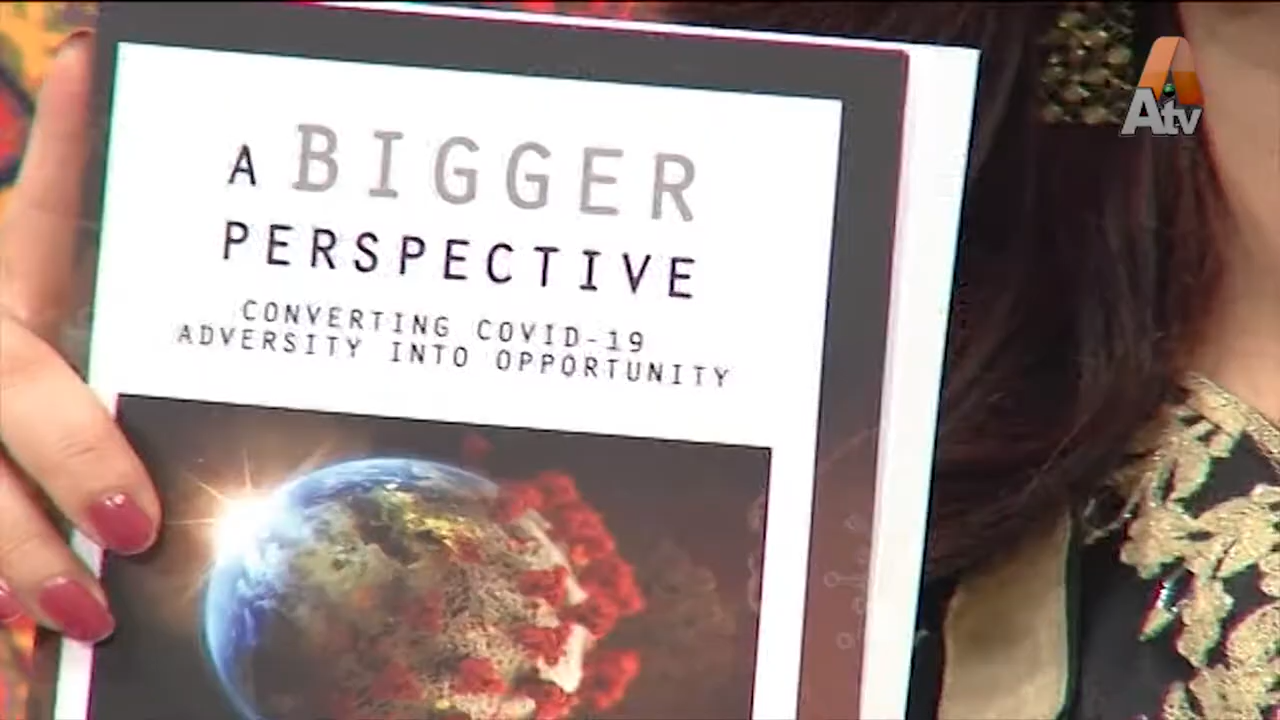 A BIGGER
PERSPECTIVE
CONVERTING COVID-19
ADVERSITY INTO OPPORTUNITY
Atv